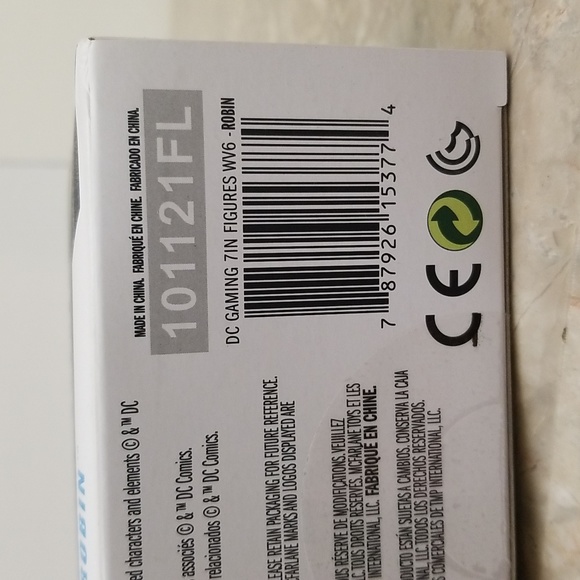 MADE IN CHINA. FABRIQUÉ EN CHINE. FABRICADO EN CHINA.
101121FL
DC GAMING 7IN FIGURES WV6 - ROBIN
7 87926 15377 4
CE
ed characters and elements © & ™ DC
associés © & ™ DC Comics.
relacionados © & ™ DC Comics.
EASE RETAIN PACKAGING FOR FUTURE REFERENCE.
FARLANE MARKS AND LOGOS DISPLAYED ARE
OUS RÉSERVE DE MODIFICATIONS. VEUILLEZ
LLC. TOUS DROITS RÉSERVÉS. MCFARLANE TOYS ET LES
INTERNATIONAL, LLC. FABRIQUÉ EN CHINE.
ODUCTO ESTÁN SUJETAS A CAMBIOS. CONSERVA LA CAJA
AL, LLC TODOS LOS DERECHOS RESERVADOS.
S COMERCIALES DE TMP INTERNATIONAL, LLC.